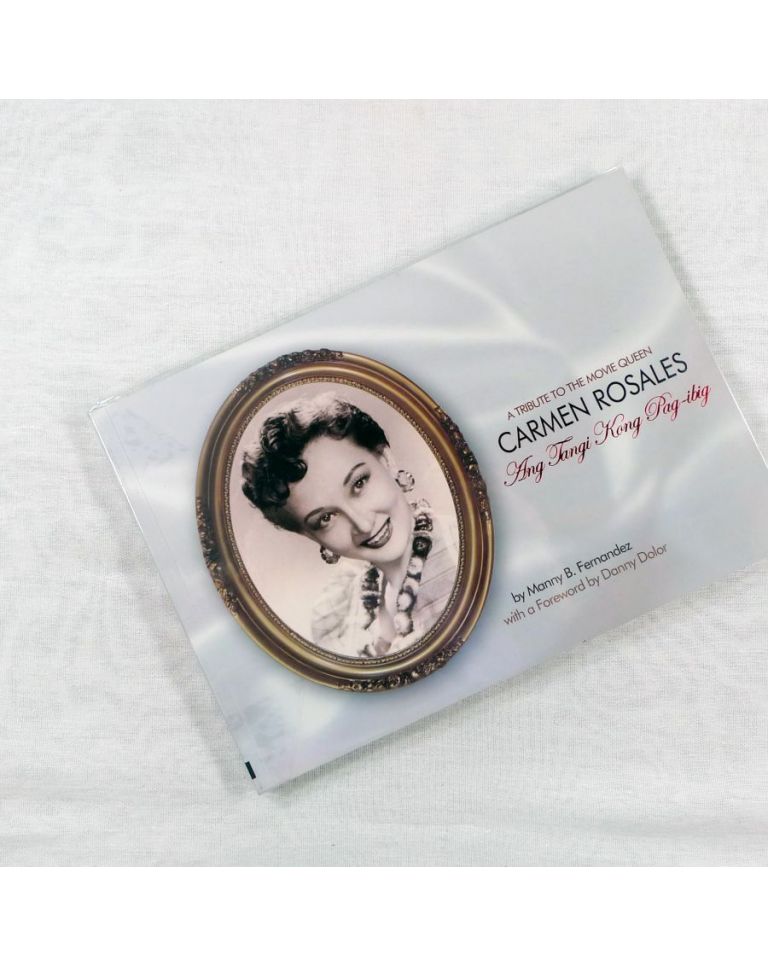 A TRIBUTE TO THE MOVIE QUEEN
CARMEN ROSALES
Ang Tangi Kong Pag-ibig
by Manny B. Fernandez
with a Foreword by Danny Dolor